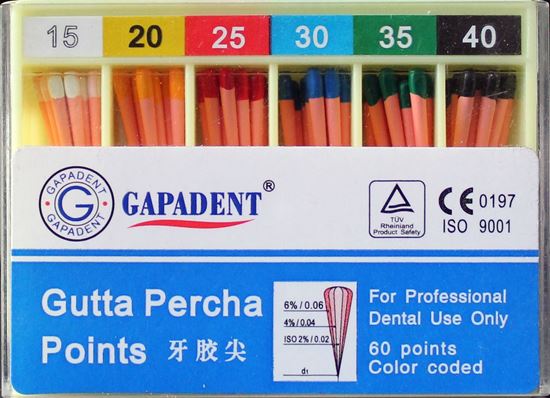 15 20 25 30 35 40
GAPADENT
G
GAPADENT
GAPADENT®
TÜV
Rheinland
Product Safety
CE 0197
ISO 9001
Gutta Percha
Points 牙胶尖
6%/0.06
4%/0.04
ISO 2%/0.02
d₁
For Professional
Dental Use Only
60 points
Color coded